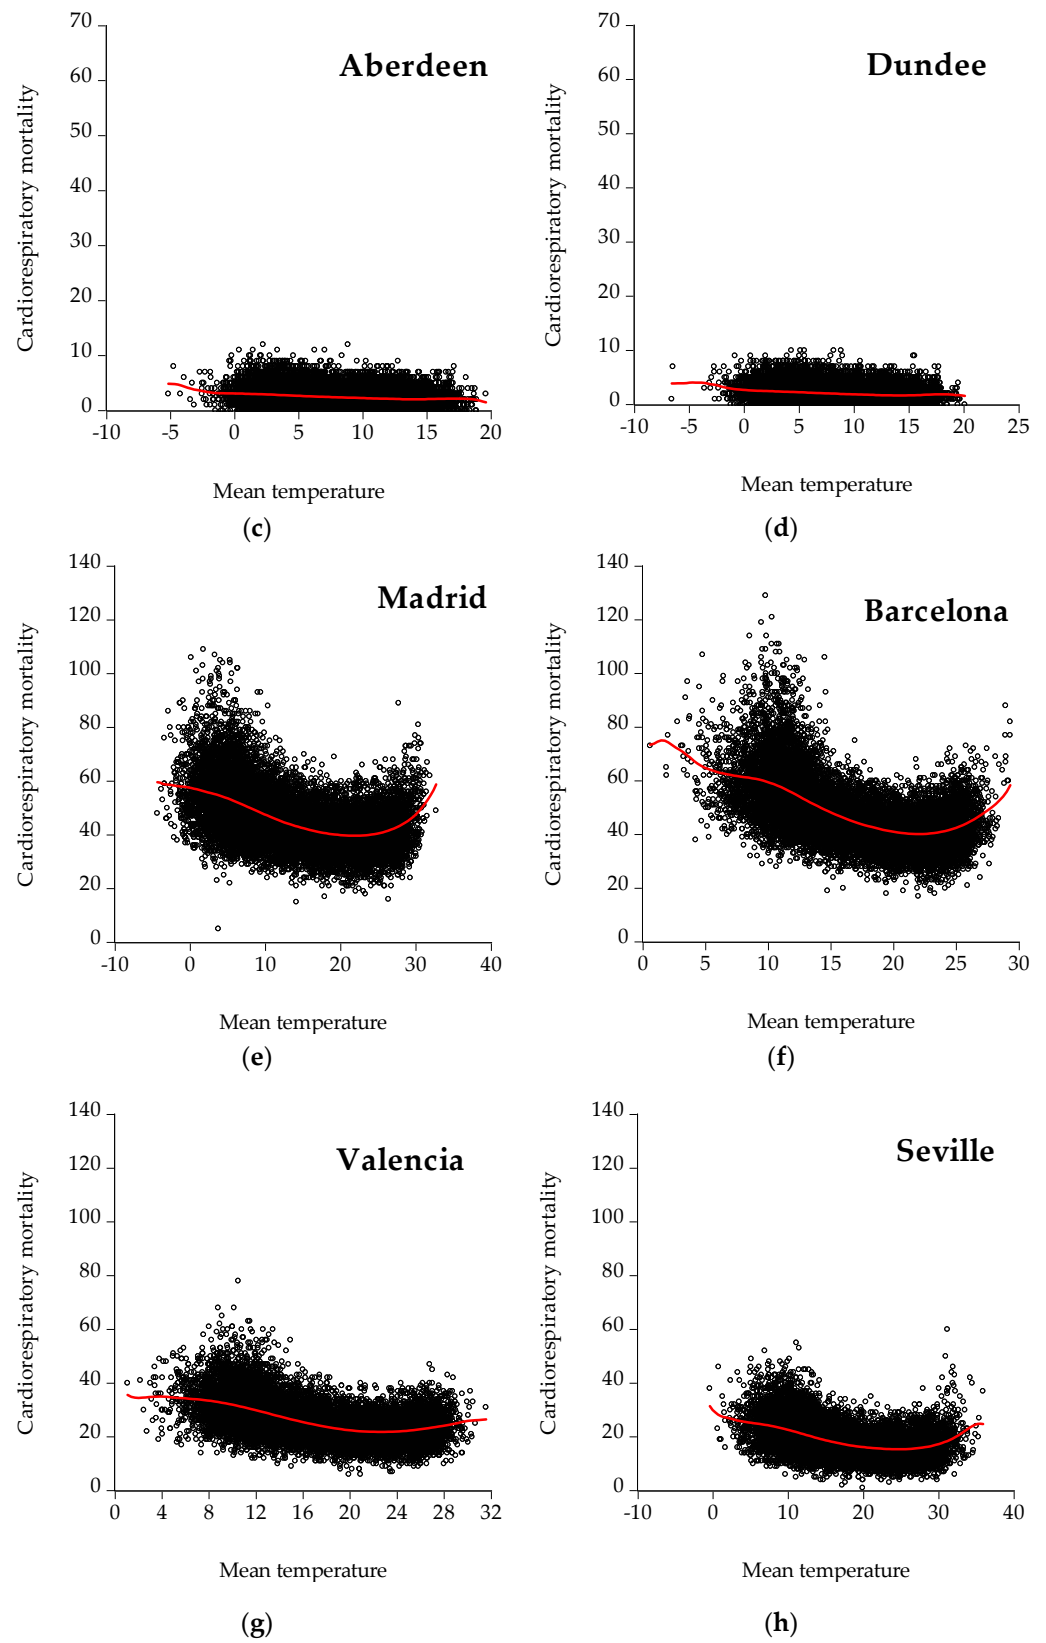 70
60
50
40
30
20
10
0
-10 -5 0 5 10 15 20
Aberdeen
Cardiorespiratory mortality
Mean temperature
(c)
70
60
50
40
30
20
10
0
-10 -5 0 5 10 15 20 25
Dundee
Cardiorespiratory mortality
Mean temperature
(d)
140
120
100
80
60
40
20
0
-10 0 10 20 30 40
Madrid
Cardiorespiratory mortality
Mean temperature
(e)
140
120
100
80
60
40
20
0
0 5 10 15 20 25 30
Barcelona
Cardiorespiratory mortality
Mean temperature
(f)
140
120
100
80
60
40
20
0
0 4 8 12 16 20 24 28 32
Valencia
Cardiorespiratory mortality
Mean temperature
(g)
140
120
100
80
60
40
20
0
-10 0 10 20 30 40
Seville
Cardiorespiratory mortality
Mean temperature
(h)